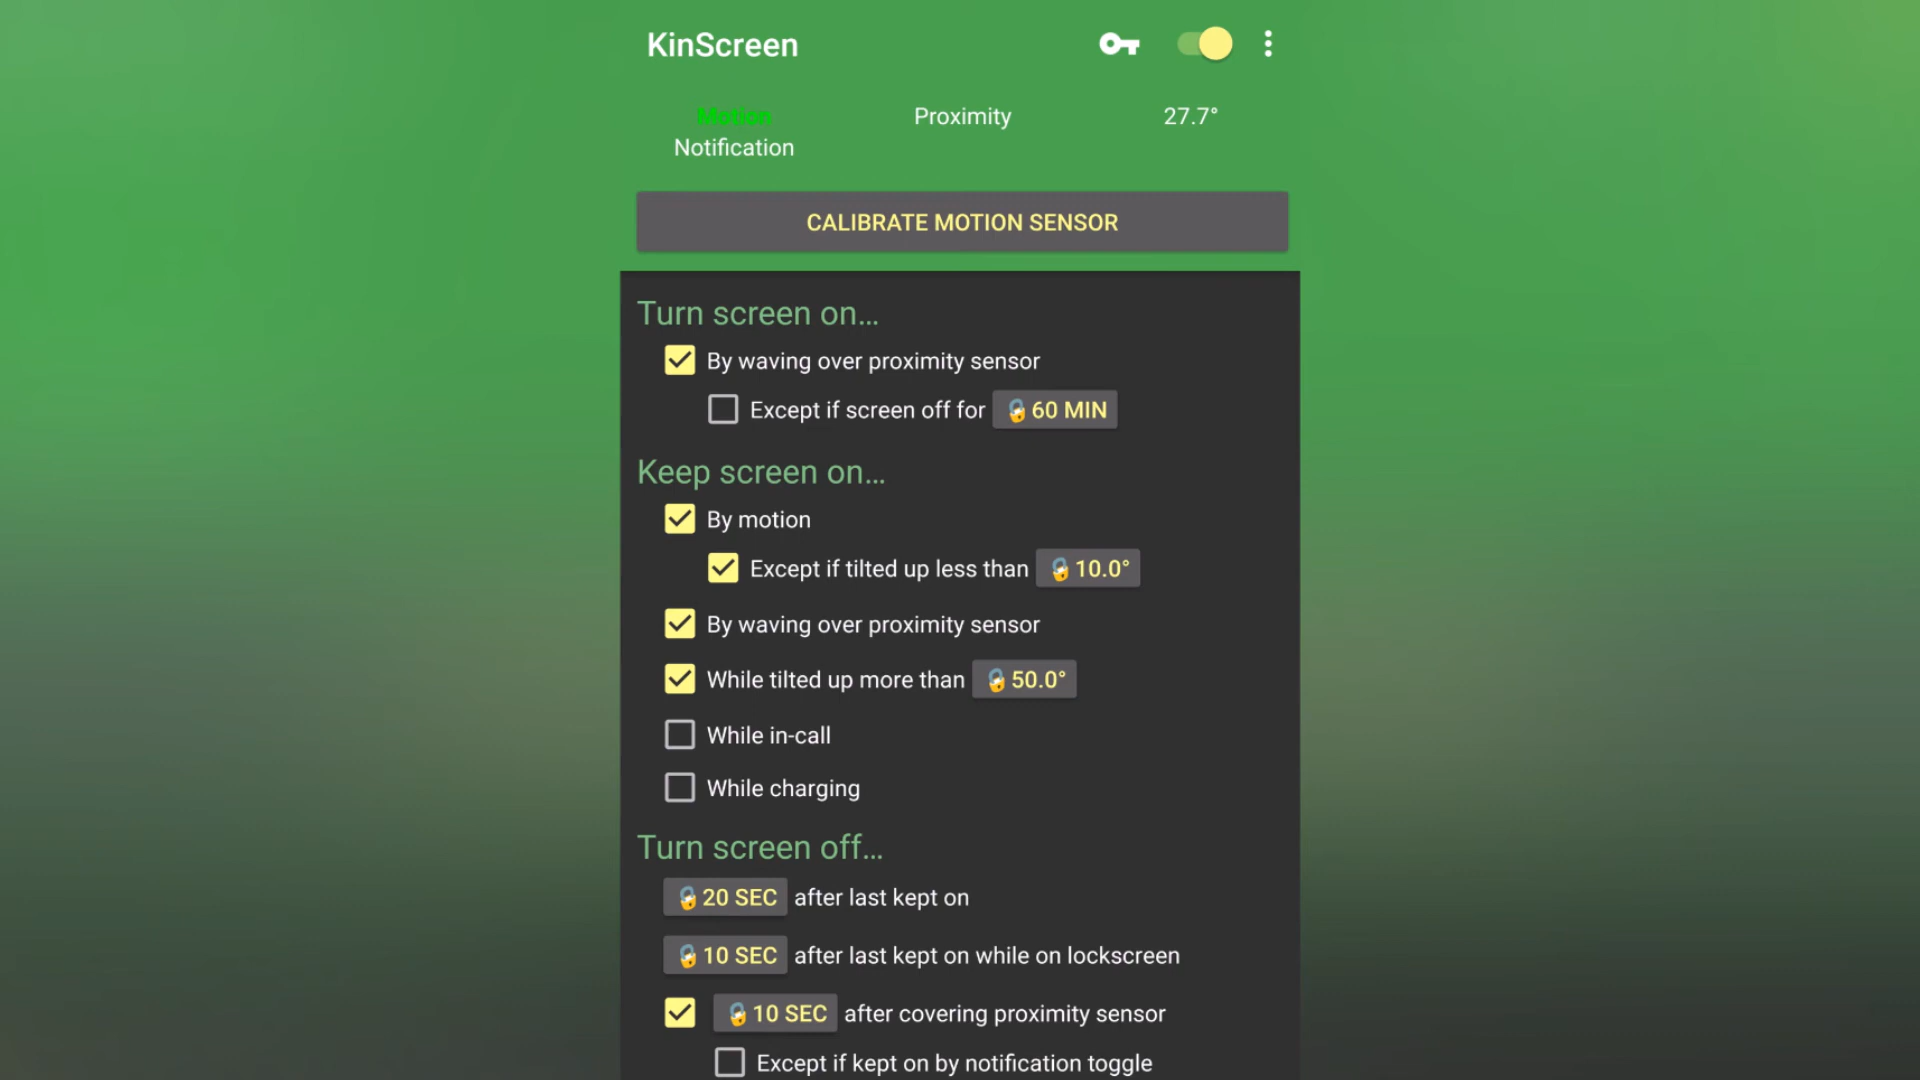 KinScreen
Motion Proximity 27.7°
Notification
CALIBRATE MOTION SENSOR
Turn screen on...
By waving over proximity sensor
Except if screen off for 60 MIN
Keep screen on...
By motion
Except if tilted up less than 10.0°
By waving over proximity sensor
While tilted up more than 50.0°
While in-call
While charging
Turn screen off...
20 SEC after last kept on
10 SEC after last kept on while on lockscreen
10 SEC after covering proximity sensor
Except if kept on by notification toggle